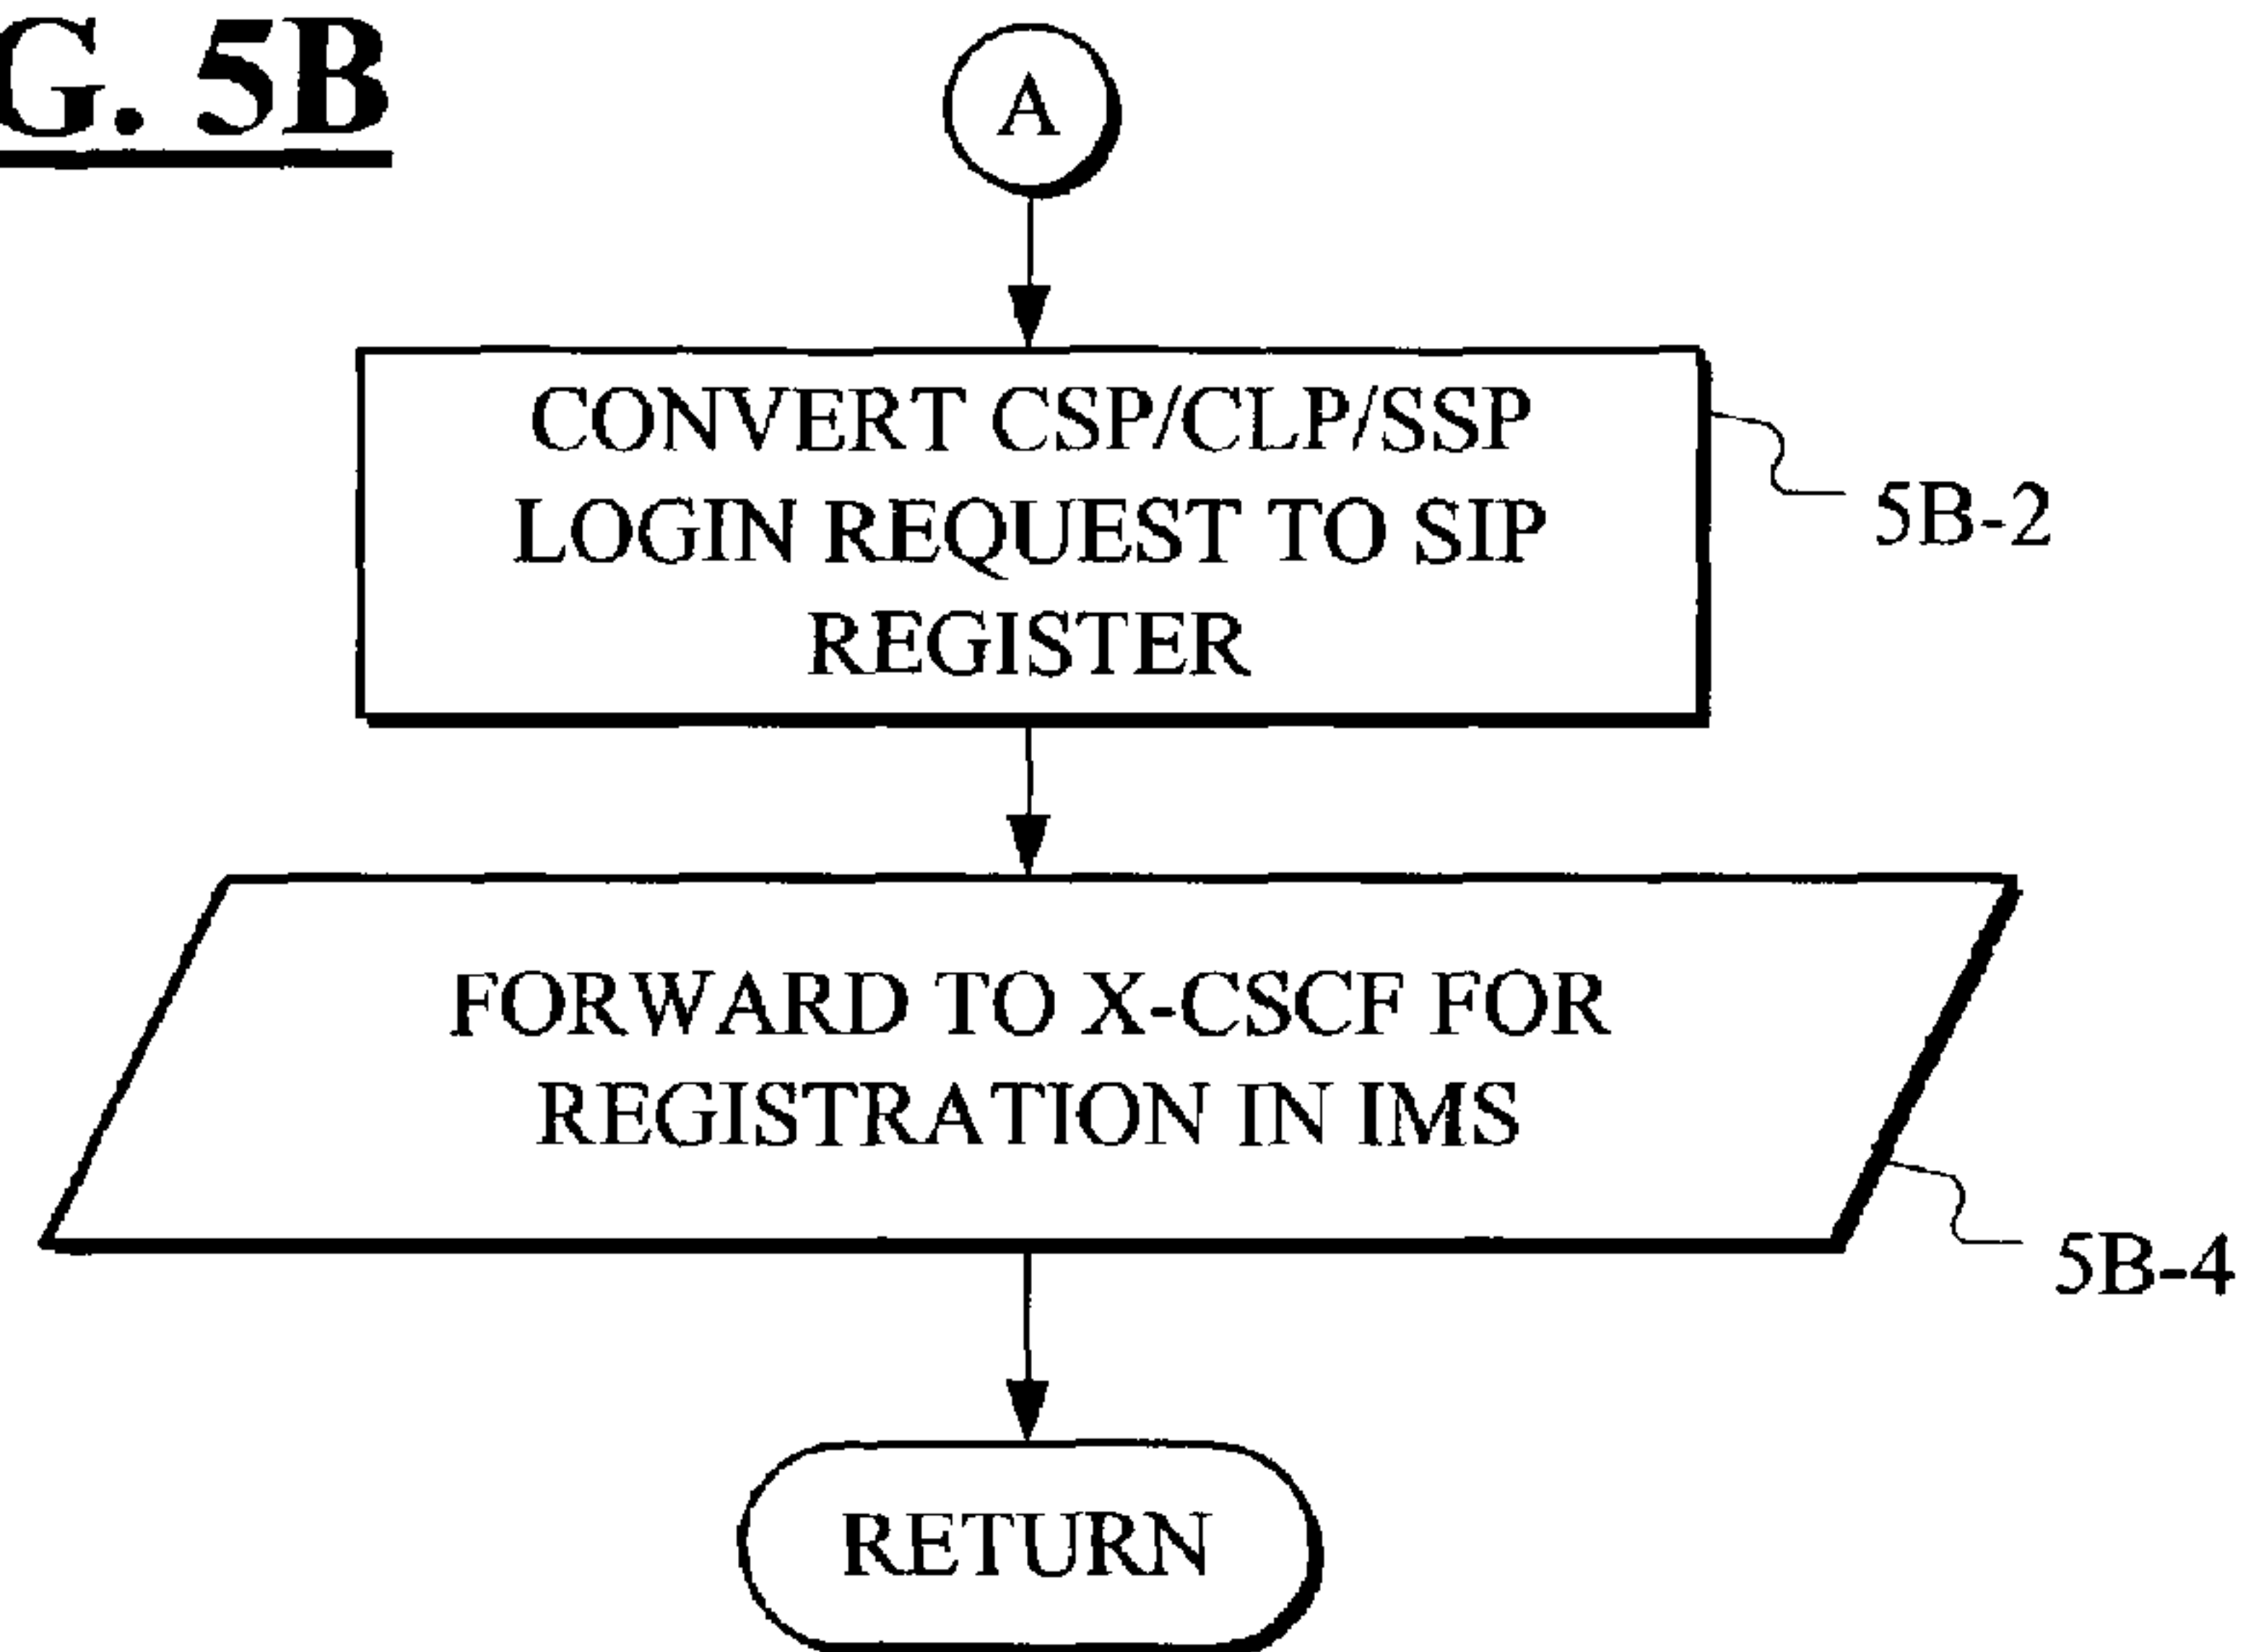 G. 5B
A
CONVERT CSP/CLP/SSP
LOGIN REQUEST TO SIP
REGISTER
5B-2
FORWARD TO X-CSCF FOR
REGISTRATION IN IMS
5B-4
RETURN